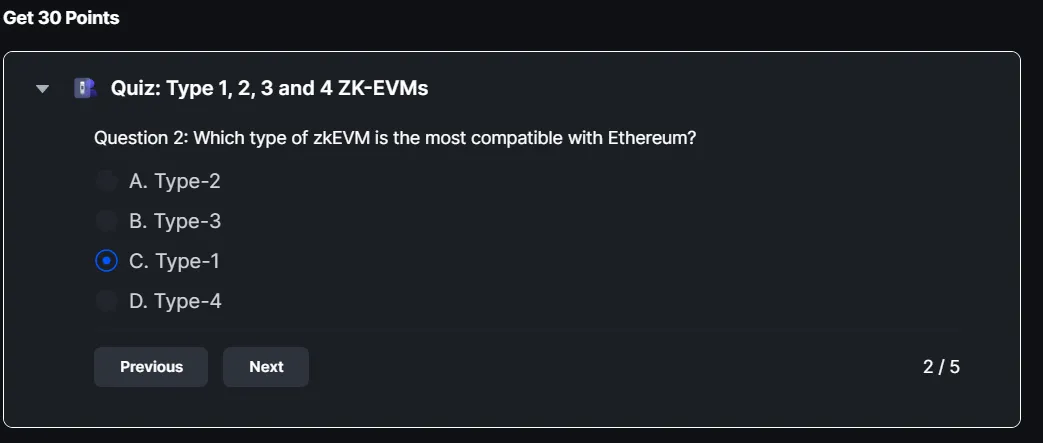 Get 30 Points
Quiz: Type 1, 2, 3 and 4 ZK-EVMs
Question 2: Which type of zkEVM is the most compatible with Ethereum?
A. Type-2
B. Type-3
C. Type-1
D. Type-4
Previous Next 2 / 5